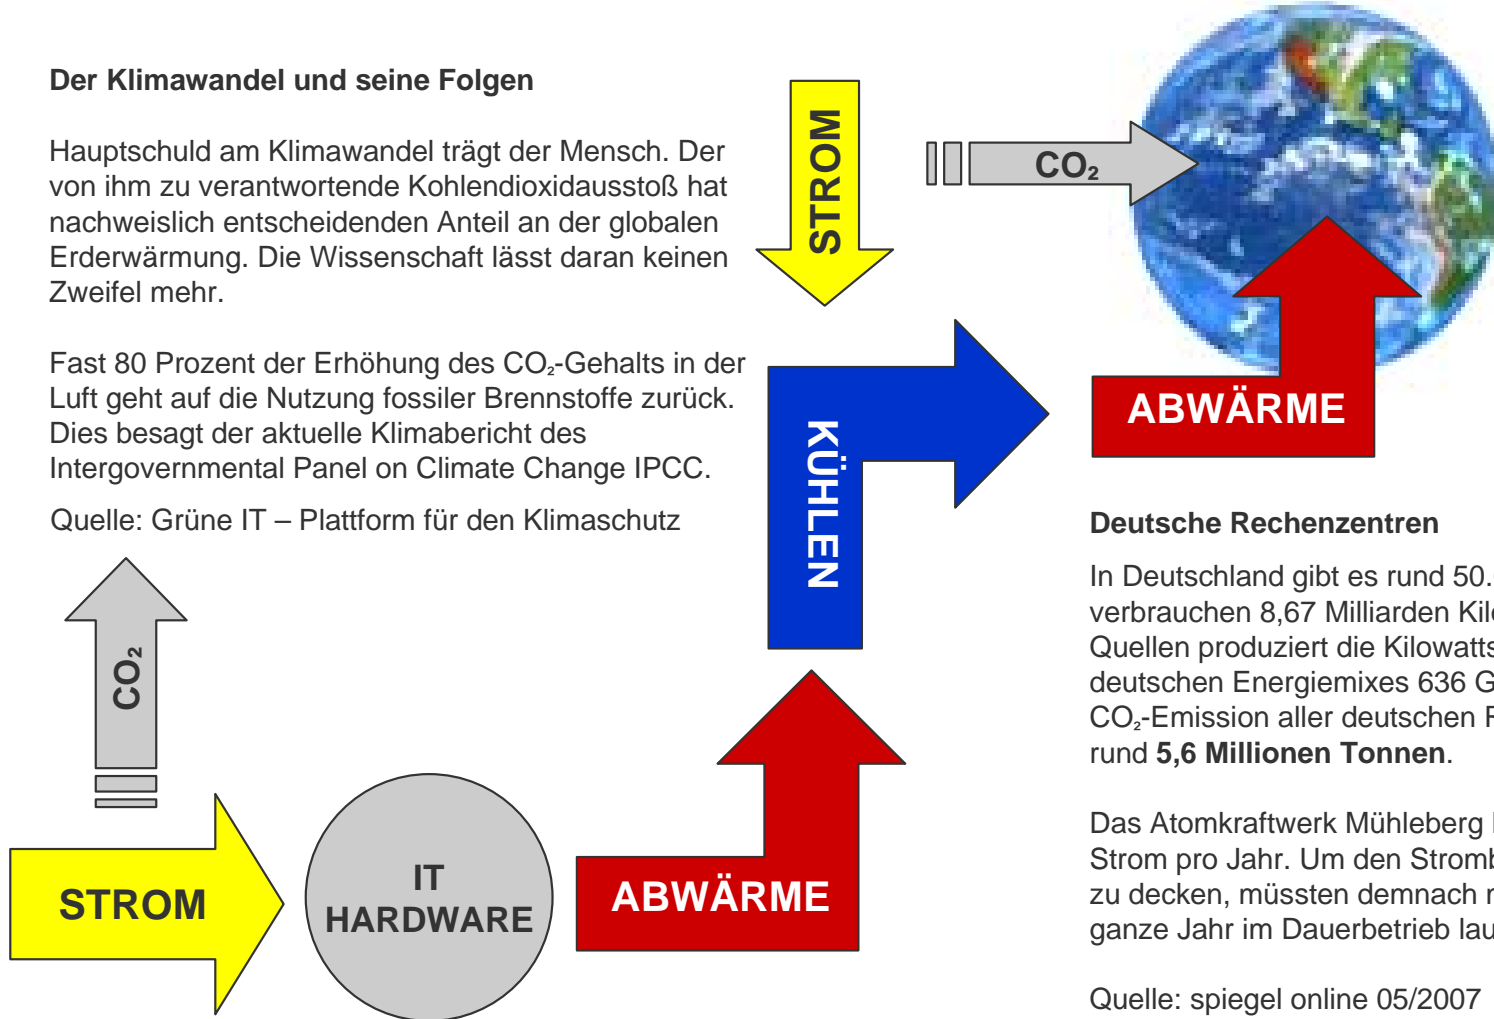 Der Klimawandel und seine Folgen
Hauptschuld am Klimawandel trägt der Mensch. Der
von ihm zu verantwortende Kohlendioxidausstoß hat
nachweislich entscheidenden Anteil an der globalen
Erderwärmung. Die Wissenschaft lässt daran keinen
Zweifel mehr.
Fast 80 Prozent der Erhöhung des CO₂-Gehalts in der
Luft geht auf die Nutzung fossiler Brennstoffe zurück.
Dies besagt der aktuelle Klimabericht des
Intergovernmental Panel on Climate Change IPCC.
Quelle: Grüne IT – Plattform für den Klimaschutz
STROM
CO₂
KÜHLEN
ABWÄRME
CO₂
STROM
IT
HARDWARE
ABWÄRME
Deutsche Rechenzentren
In Deutschland gibt es rund 50.
verbrauchen 8,67 Milliarden
Quellen produziert die
deutschen Energiemixes 636
CO₂-Emission aller deutschen
rund 5,6 Millionen Tonnen.
Das Atomkraftwerk Mühleberg
Strom pro Jahr. Um den
zu decken, müssten demnach
ganze Jahr im Dauerbetrieb
Quelle: spiegel online 05/2007